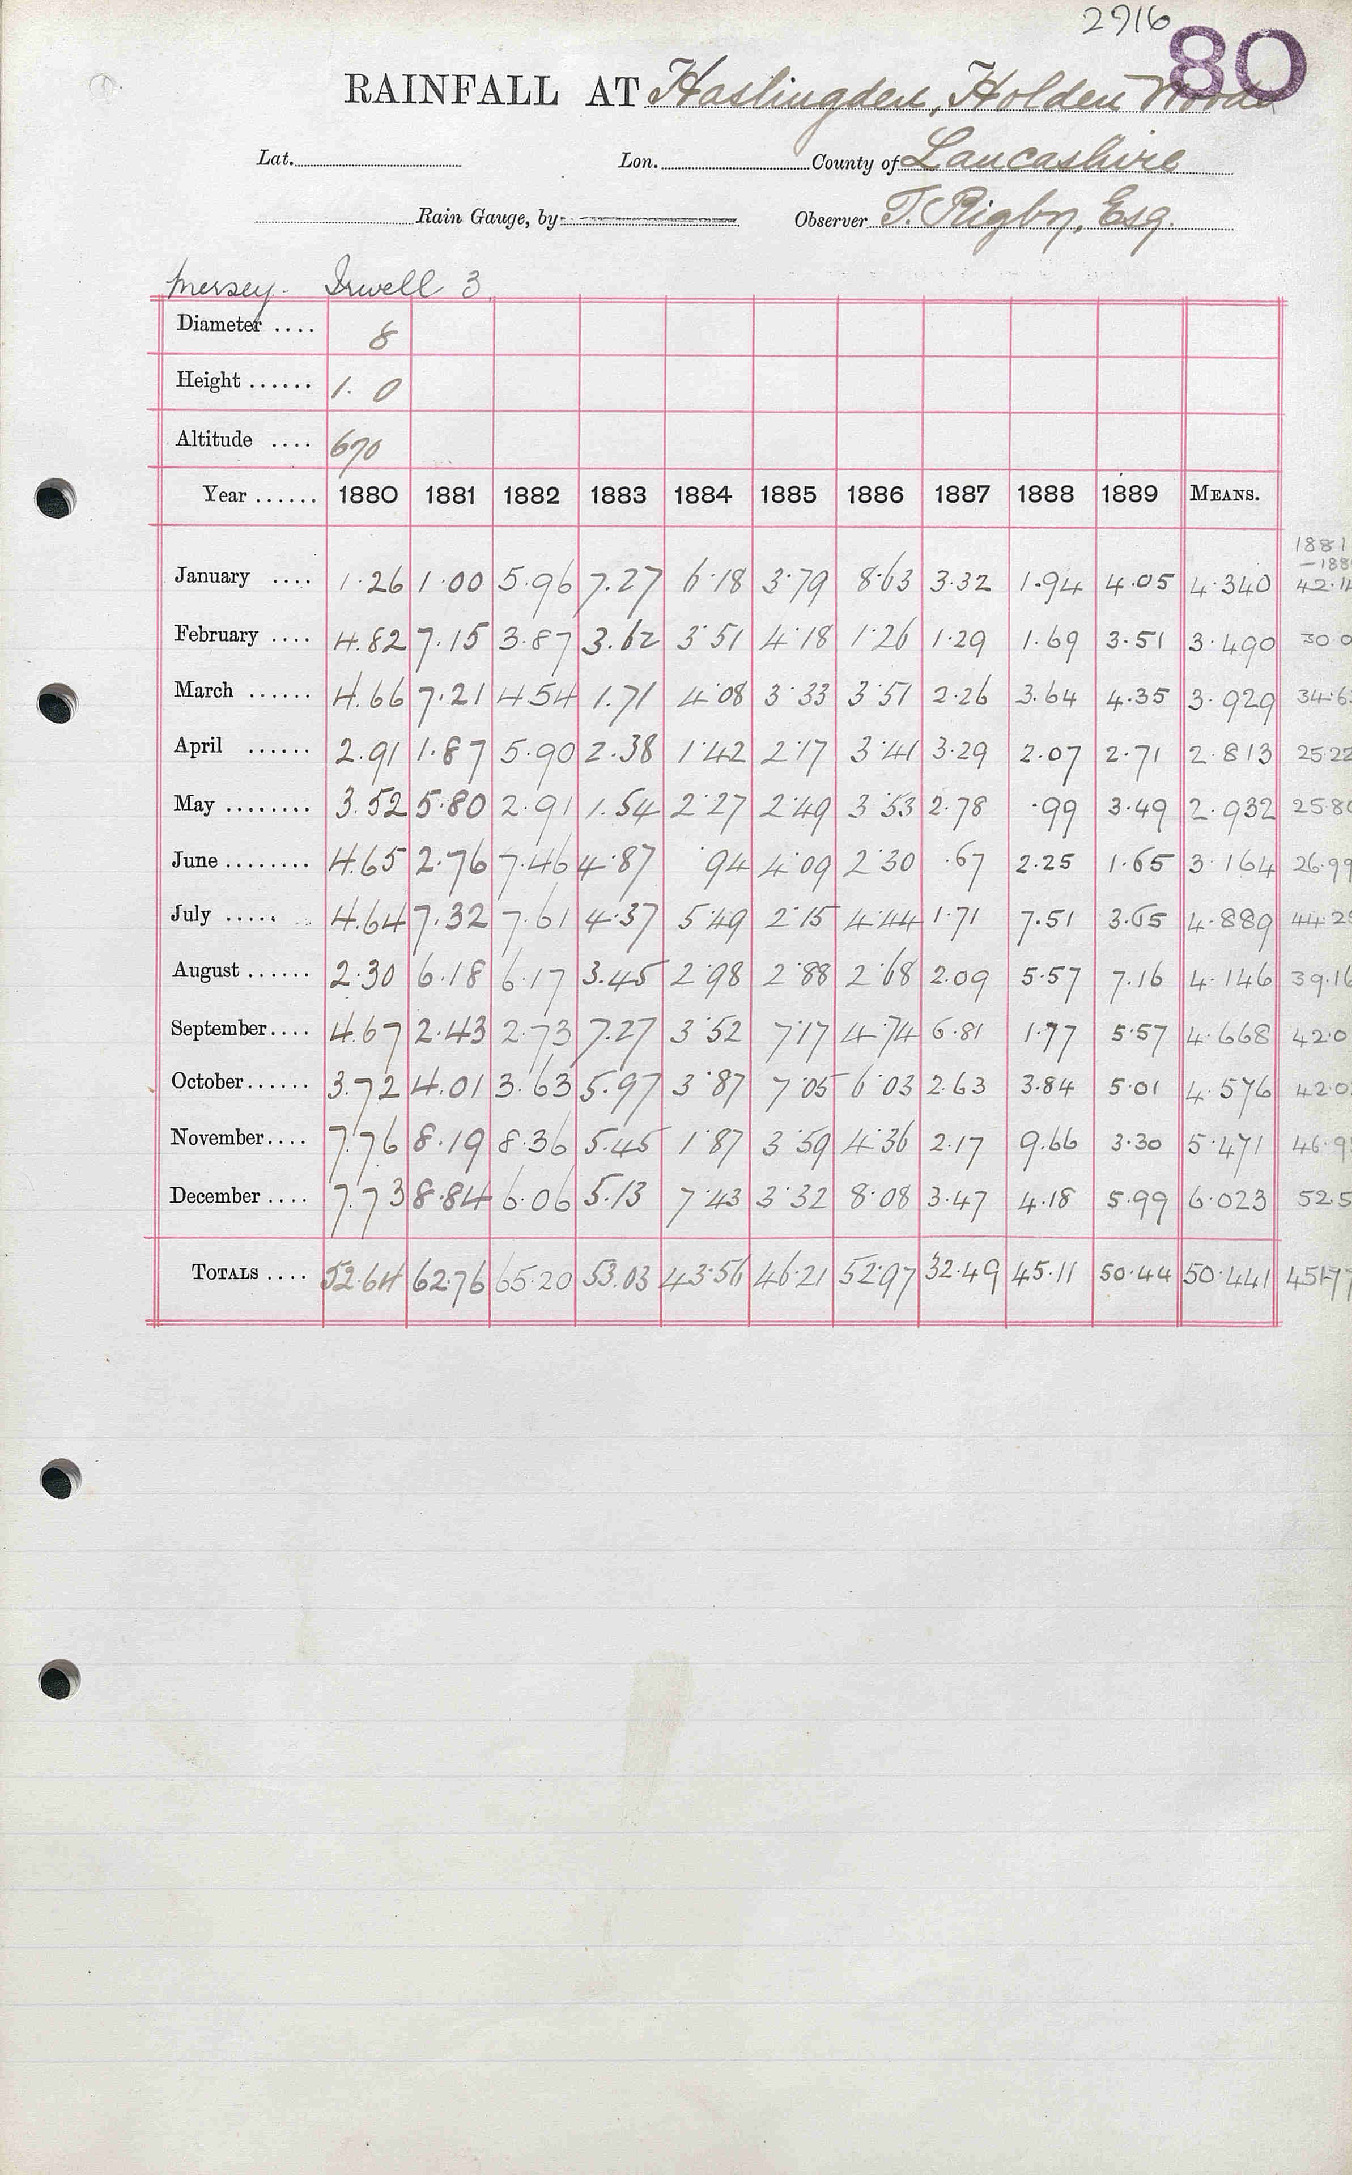 2916
80
RAINFALL AT Haslingden, Holden Wood
Lat. Lon. County of Lancashire
Rain Gauge, by Observer T. Rigby, Esq.
Mersey. Irwell 3
Diameter .... 8
Height ...... 1. 0
Altitude .... 670
Year ...... 1880 1881 1882 1883 1884 1885 1886 1887 1888 1889 MEANS.
1881
-188
January .... 1.26 1.00 5.96 7.27 6.18 3.79 8.63 3.32 1.94 4.05 4.340 42.14
February .... 4.82 7.15 3.87 3.62 3.51 4.18 1.26 1.29 1.69 3.51 3.490 30.0
March ...... 4.66 7.21 4.54 1.71 4.08 3.33 3.51 2.26 3.64 4.35 3.929 34.63
April ...... 2.91 1.87 5.90 2.38 1.42 2.17 3.41 3.29 2.07 2.71 2.813 25.22
May ........ 3.52 5.80 2.91 1.54 2.27 2.49 3.53 2.78 .99 3.49 2.932 25.80
June ........ 4.65 2.76 7.46 4.87 .94 4.09 2.30 .67 2.25 1.65 3.164 26.99
July ..... 4.64 7.32 7.61 4.37 5.49 2.15 4.44 1.71 7.51 3.65 4.889 44.25
August ...... 2.30 6.18 6.17 3.45 2.98 2.88 2.68 2.09 5.57 7.16 4.146 39.16
September.... 4.67 2.43 2.73 7.27 3.52 7.17 4.74 6.81 1.77 5.57 4.668 42.0
October...... 3.72 4.01 3.63 5.97 3.87 7.05 6.03 2.63 3.84 5.01 4.576 42.0
November.... 7.76 8.19 8.36 5.45 1.87 3.59 4.36 2.17 9.66 3.30 5.471 46.9
December .... 7.73 8.84 6.06 5.13 7.43 3.32 8.08 3.47 4.18 5.99 6.023 52.5
TOTALS .... 52.64 62.76 65.20 53.03 43.56 46.21 52.97 32.49 45.11 50.44 50.441 451.77